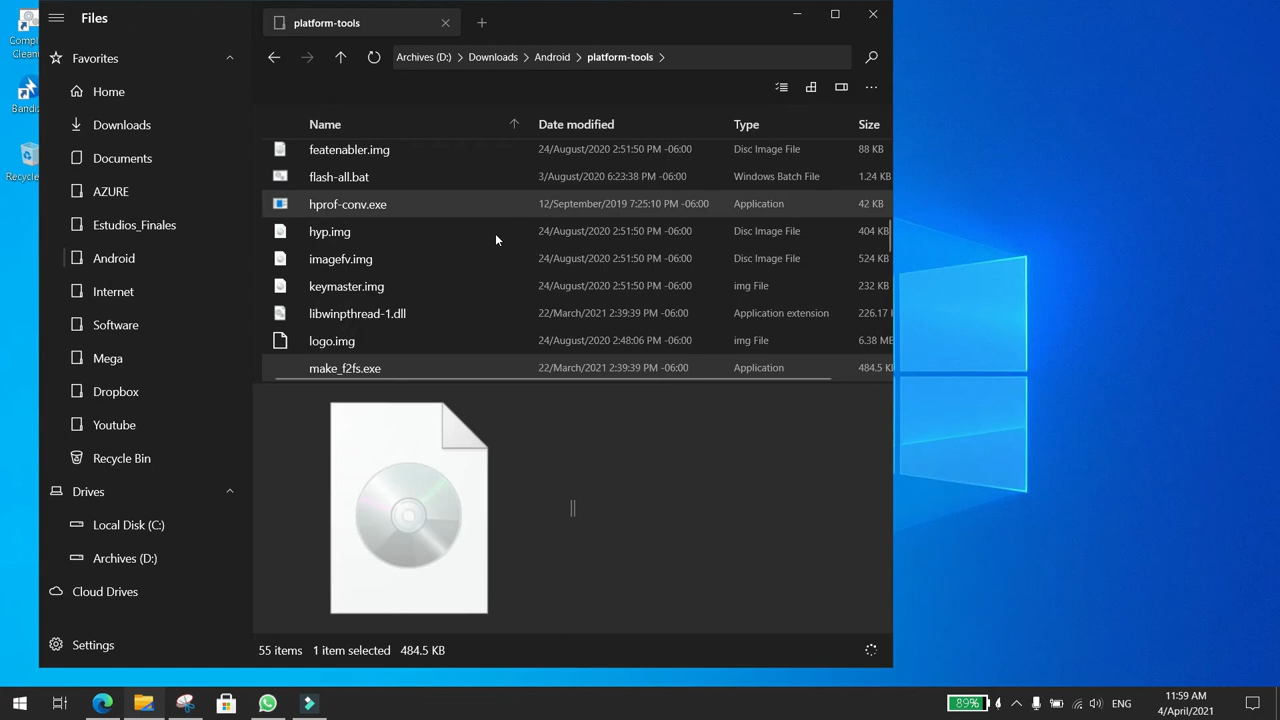 Compl
Cleani
Bandiz
Recycle
Files
Favorites
Home
Downloads
Documents
AZURE
Estudios_Finales
Android
Internet
Software
Mega
Dropbox
Youtube
Recycle Bin
Drives
Local Disk (C:)
Archives (D:)
Cloud Drives
Settings
platform-tools
Archives (D:) > Downloads > Android > platform-tools >
Name Date modified Type Size
featenabler.img 24/August/2020 2:51:50 PM -06:00 Disc Image File 88 KB
flash-all.bat 3/August/2020 6:23:38 PM -06:00 Windows Batch File 1.24 KB
hprof-conv.exe 12/September/2019 7:25:10 PM -06:00 Application 42 KB
hyp.img 24/August/2020 2:51:50 PM -06:00 Disc Image File 404 KB
imagefv.img 24/August/2020 2:51:50 PM -06:00 Disc Image File 524 KB
keymaster.img 24/August/2020 2:51:50 PM -06:00 img File 232 KB
libwinpthread-1.dll 22/March/2021 2:39:39 PM -06:00 Application extension 226.17
logo.img 24/August/2020 2:48:06 PM -06:00 img File 6.38 MB
make_f2fs.exe 22/March/2021 2:39:39 PM -06:00 Application 484.5 K
55 items 1 item selected 484.5 KB
89%
ENG
11:59 AM
4/April/2021